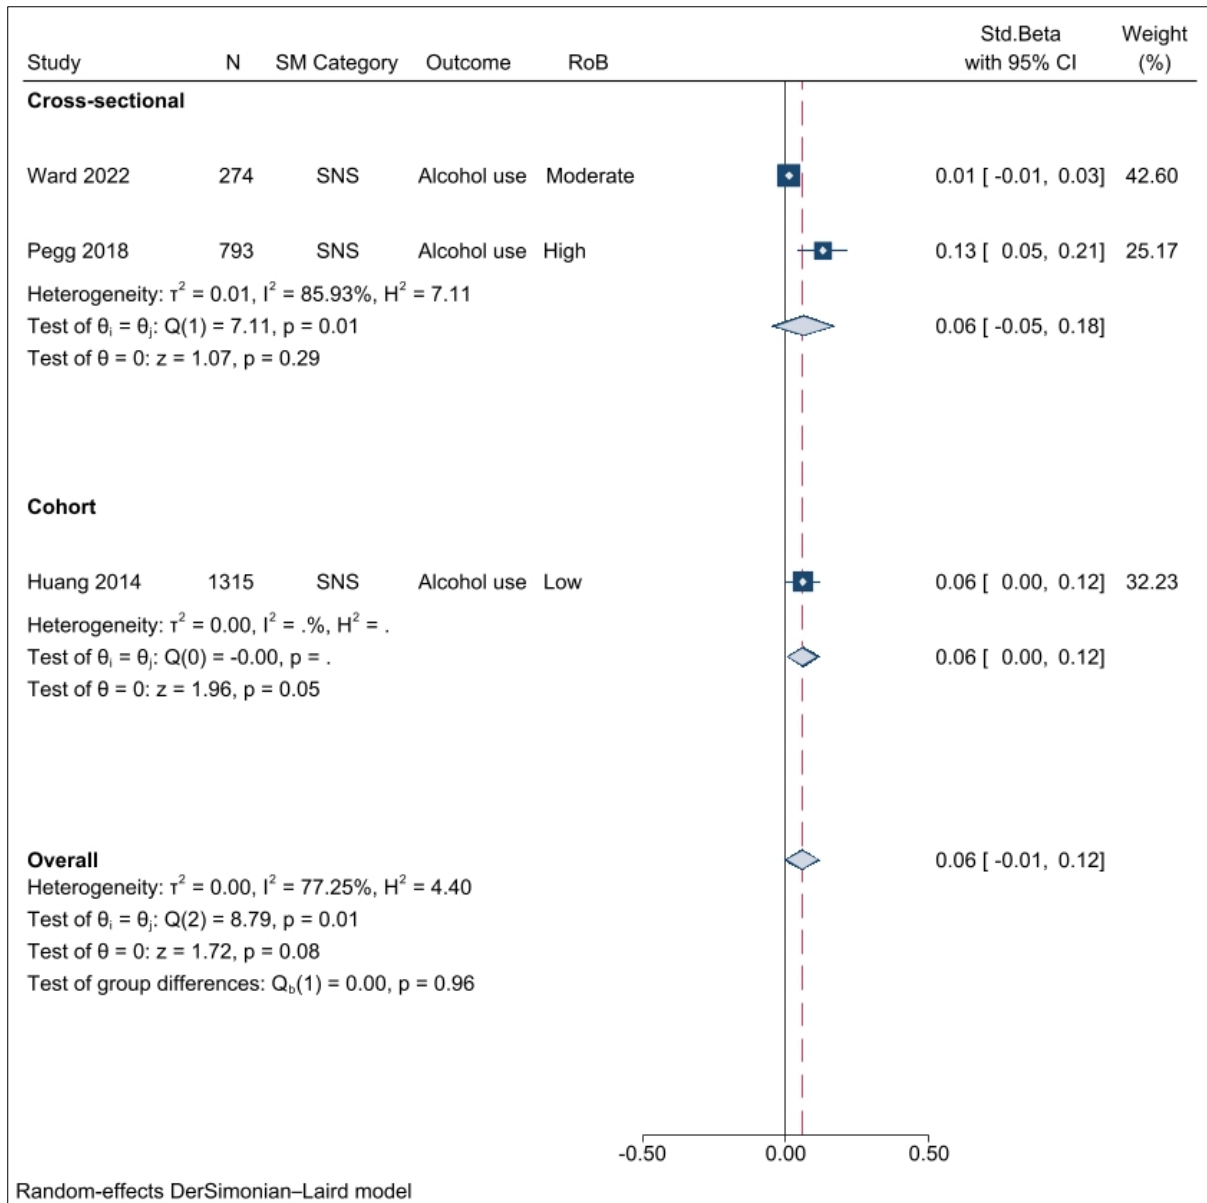 Std.Beta Weight
Study N SM Category Outcome RoB with 95% CI (%)
Cross-sectional
Ward 2022 274 SNS Alcohol use Moderate 0.01 [ -0.01, 0.03] 42.60
Pegg 2018 793 SNS Alcohol use High 0.13 [ 0.05, 0.21] 25.17
Heterogeneity: τ² = 0.01, I² = 85.93%, H² = 7.11
Test of θᵢ = θⱼ: Q(1) = 7.11, p = 0.01 0.06 [ -0.05, 0.18]
Test of θ = 0: z = 1.07, p = 0.29
Cohort
Huang 2014 1315 SNS Alcohol use Low 0.06 [ 0.00, 0.12] 32.23
Heterogeneity: τ² = 0.00, I² = .%, H² = .
Test of θᵢ = θⱼ: Q(0) = -0.00, p = . 0.06 [ 0.00, 0.12]
Test of θ = 0: z = 1.96, p = 0.05
Overall 0.06 [ -0.01, 0.12]
Heterogeneity: τ² = 0.00, I² = 77.25%, H² = 4.40
Test of θᵢ = θⱼ: Q(2) = 8.79, p = 0.01
Test of θ = 0: z = 1.72, p = 0.08
Test of group differences: Q_b(1) = 0.00, p = 0.96
-0.50 0.00 0.50
Random-effects DerSimonian–Laird model